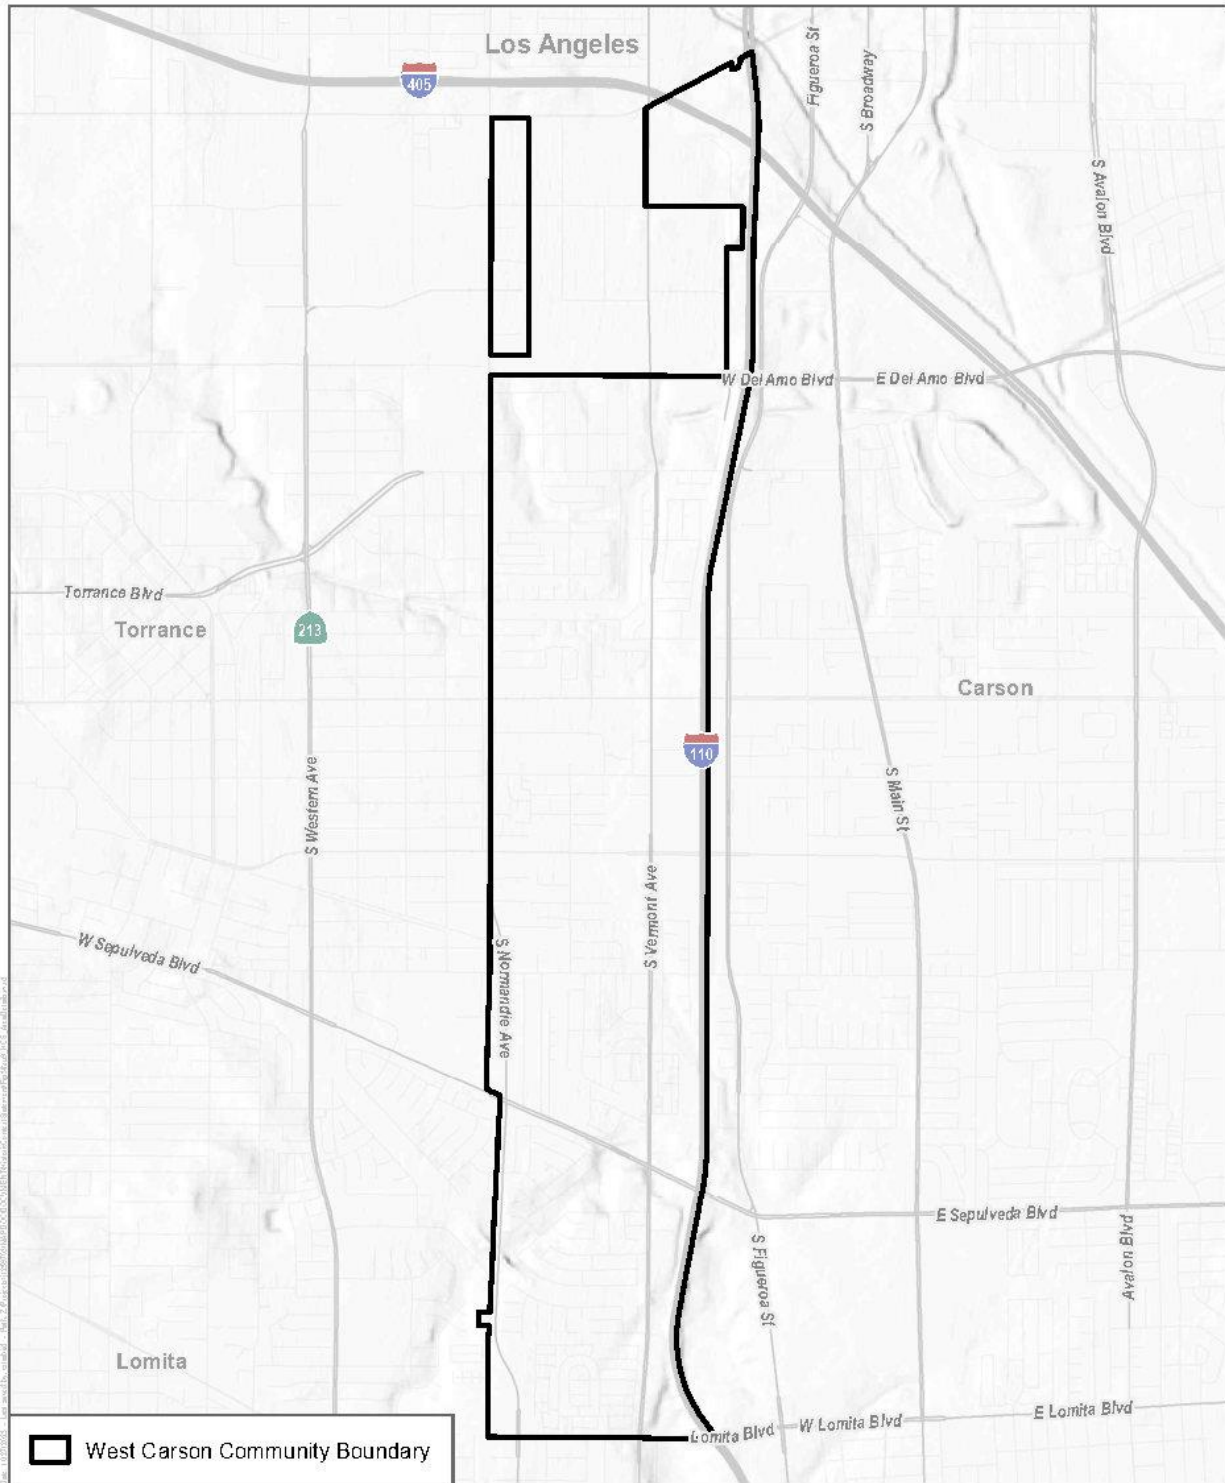 Los Angeles
405
Figueroa St
S Broadway
S Avalon Blvd
W Del Amo Blvd
E Del Amo Blvd
Torrance Blvd
Torrance
213
Carson
110
S Western Ave
S Main St
S Vermont Ave
W Sepulveda Blvd
S Normandie Ave
E Sepulveda Blvd
S Figueroa St
Avalon Blvd
Lomita
Lomita Blvd
W Lomita Blvd
E Lomita Blvd
West Carson Community Boundary